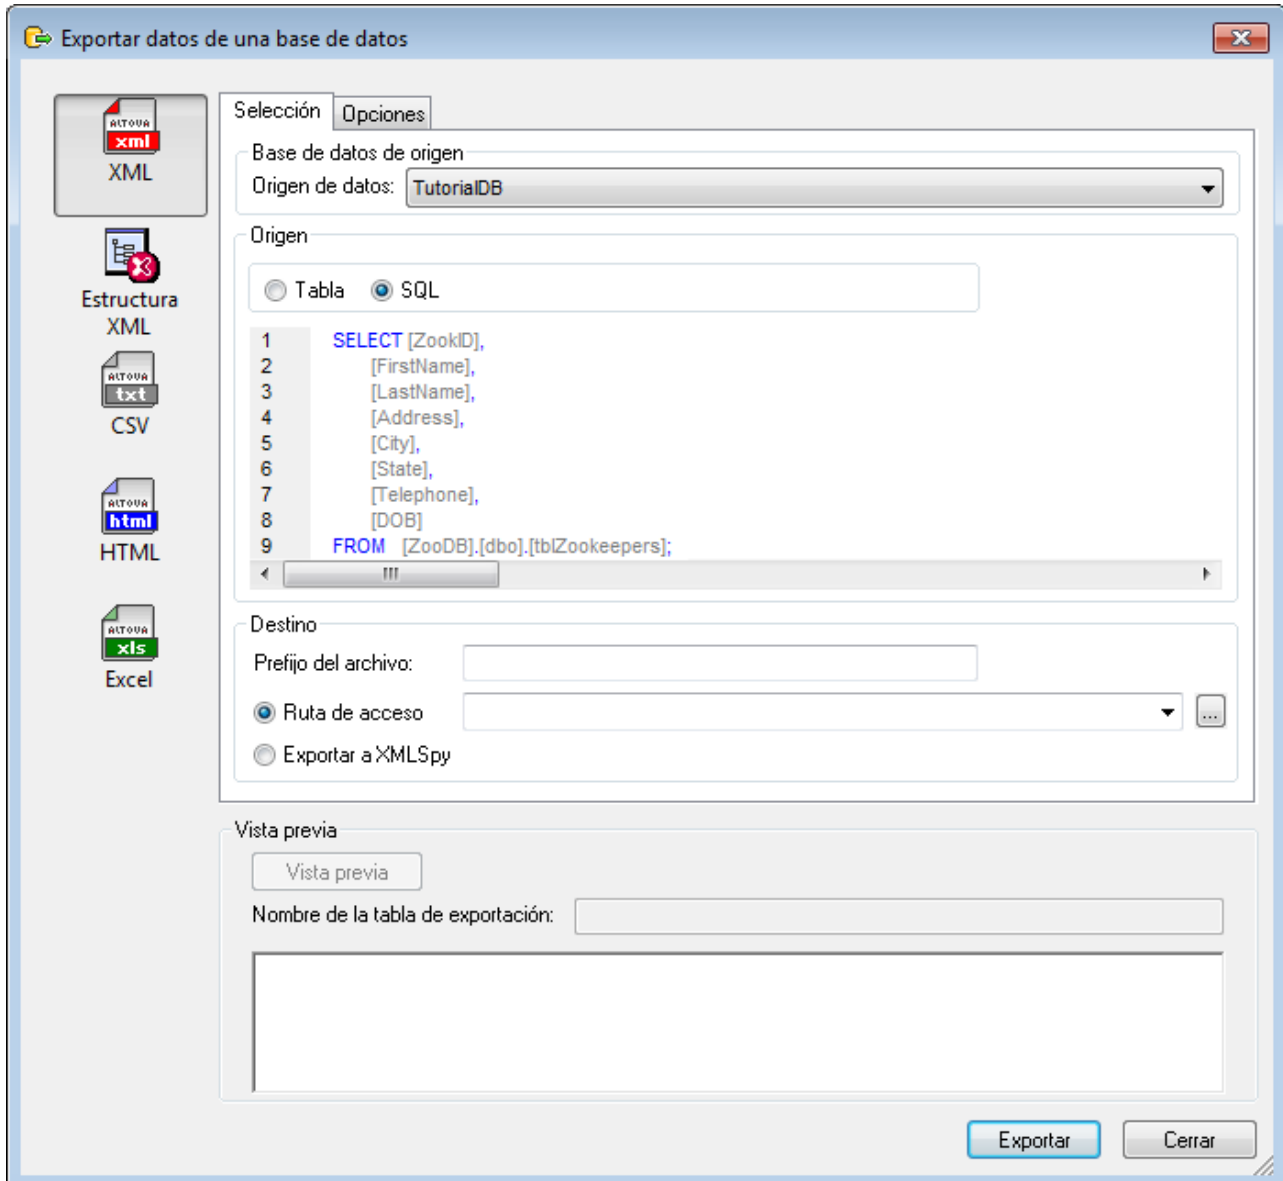 Exportar datos de una base de datos
ALTOVA
xml
XML
Estructura
XML
ALTOVA
txt
CSV
ALTOVA
html
HTML
ALTOVA
xls
Excel
Selección Opciones
Base de datos de origen
Origen de datos: TutorialDB
Origen
Tabla SQL
1 SELECT [ZookID],
2 [FirstName],
3 [LastName],
4 [Address],
5 [City],
6 [State],
7 [Telephone],
8 [DOB]
9 FROM [ZooDB].[dbo].[tblZookeepers];
Destino
Prefijo del archivo:
Ruta de acceso ...
Exportar a XMLSpy
Vista previa
Vista previa
Nombre de la tabla de exportación:
Exportar Cerrar